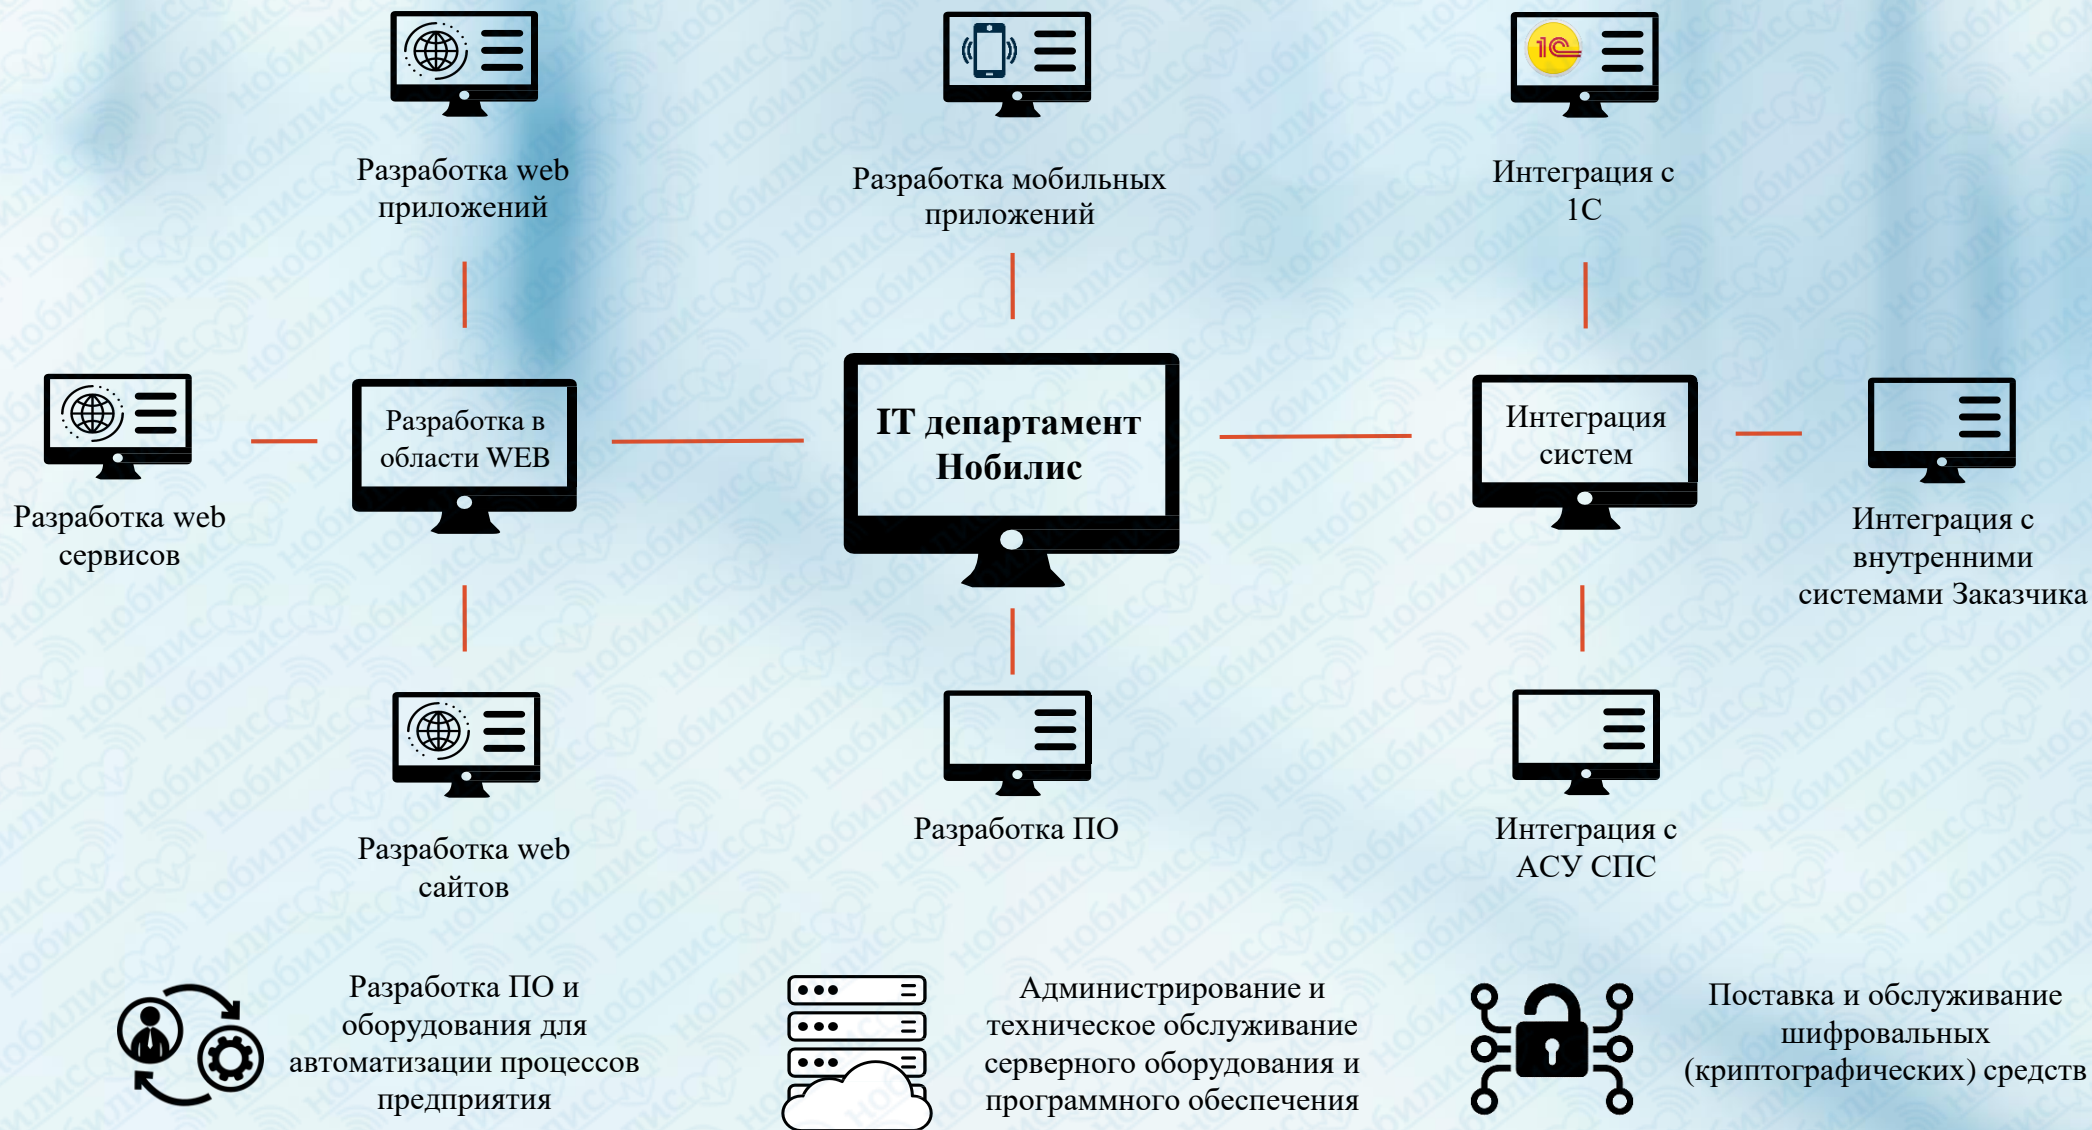 Разработка web
приложений
Разработка мобильных
приложений
1С
Интеграция с
1С
Разработка web
сервисов
Разработка в
области WEB
IT департамент
Нобилис
Интеграция
систем
Интеграция с
внутренними
системами Заказчика
Разработка web
сайтов
Разработка ПО
Интеграция с
АСУ СПС
Разработка ПО и
оборудования для
автоматизации процессов
предприятия
Администрирование и
техническое обслуживание
серверного оборудования и
программного обеспечения
Поставка и обслуживание
шифровальных
(криптографических) средств
нобилисс